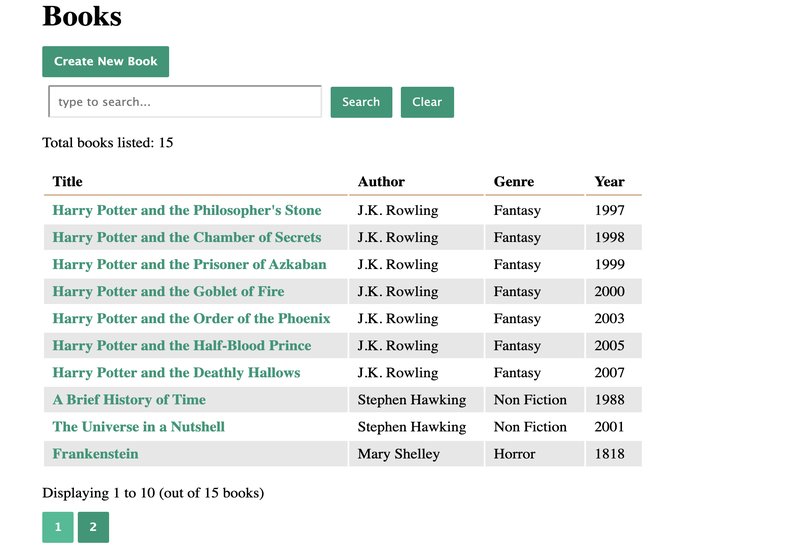 Books
Create New Book
type to search... Search Clear
Total books listed: 15
Title Author Genre Year
Harry Potter and the Philosopher's Stone J.K. Rowling Fantasy 1997
Harry Potter and the Chamber of Secrets J.K. Rowling Fantasy 1998
Harry Potter and the Prisoner of Azkaban J.K. Rowling Fantasy 1999
Harry Potter and the Goblet of Fire J.K. Rowling Fantasy 2000
Harry Potter and the Order of the Phoenix J.K. Rowling Fantasy 2003
Harry Potter and the Half-Blood Prince J.K. Rowling Fantasy 2005
Harry Potter and the Deathly Hallows J.K. Rowling Fantasy 2007
A Brief History of Time Stephen Hawking Non Fiction 1988
The Universe in a Nutshell Stephen Hawking Non Fiction 2001
Frankenstein Mary Shelley Horror 1818
Displaying 1 to 10 (out of 15 books)
1 2